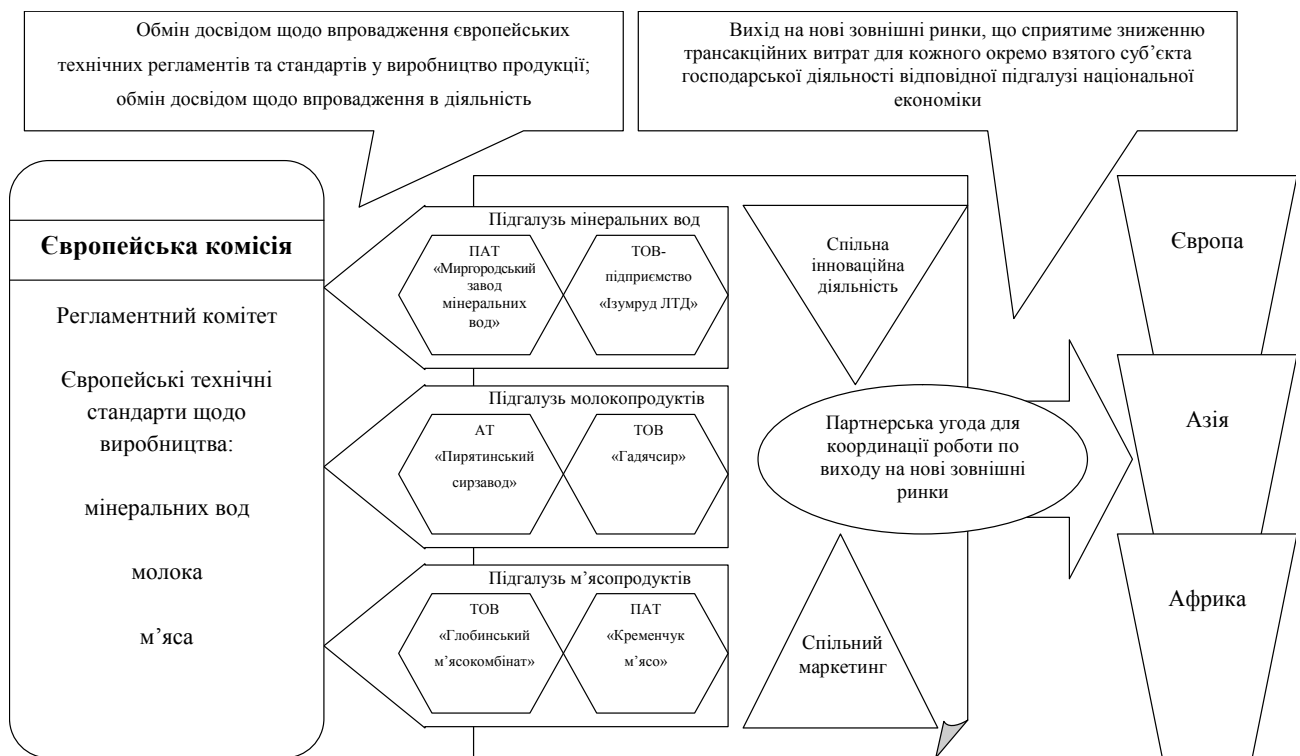 Обмін досвідом щодо впровадження європейських
технічних регламентів та стандартів у виробництво продукції;
обмін досвідом щодо впровадження в діяльність
Вихід на нові зовнішні ринки, що сприятиме зниженню
трансакційних витрат для кожного окремо взятого суб’єкта
господарської діяльності відповідної підгалузі національної
економіки
Європейська комісія
Регламентний комітет
Європейські технічні
стандарти щодо
виробництва:
мінеральних вод
молока
м’яса
Підгалузь мінеральних вод
ПАТ
«Миргородський
завод
мінеральних
вод»
ТОВ-
підприємство
«Ізумруд ЛТД»
Підгалузь молокопродуктів
АТ
«Пирятинський
сирзавод»
ТОВ
«Гадячсир»
Підгалузь м’ясопродуктів
ТОВ
«Глобинський
м’ясокомбінат»
ПАТ
«Кременчук
м’ясо»
Спільна
інноваційна
діяльність
Партнерська угода для
координації роботи по
виходу на нові зовнішні
ринки
Спільний
маркетинг
Європа
Азія
Африка